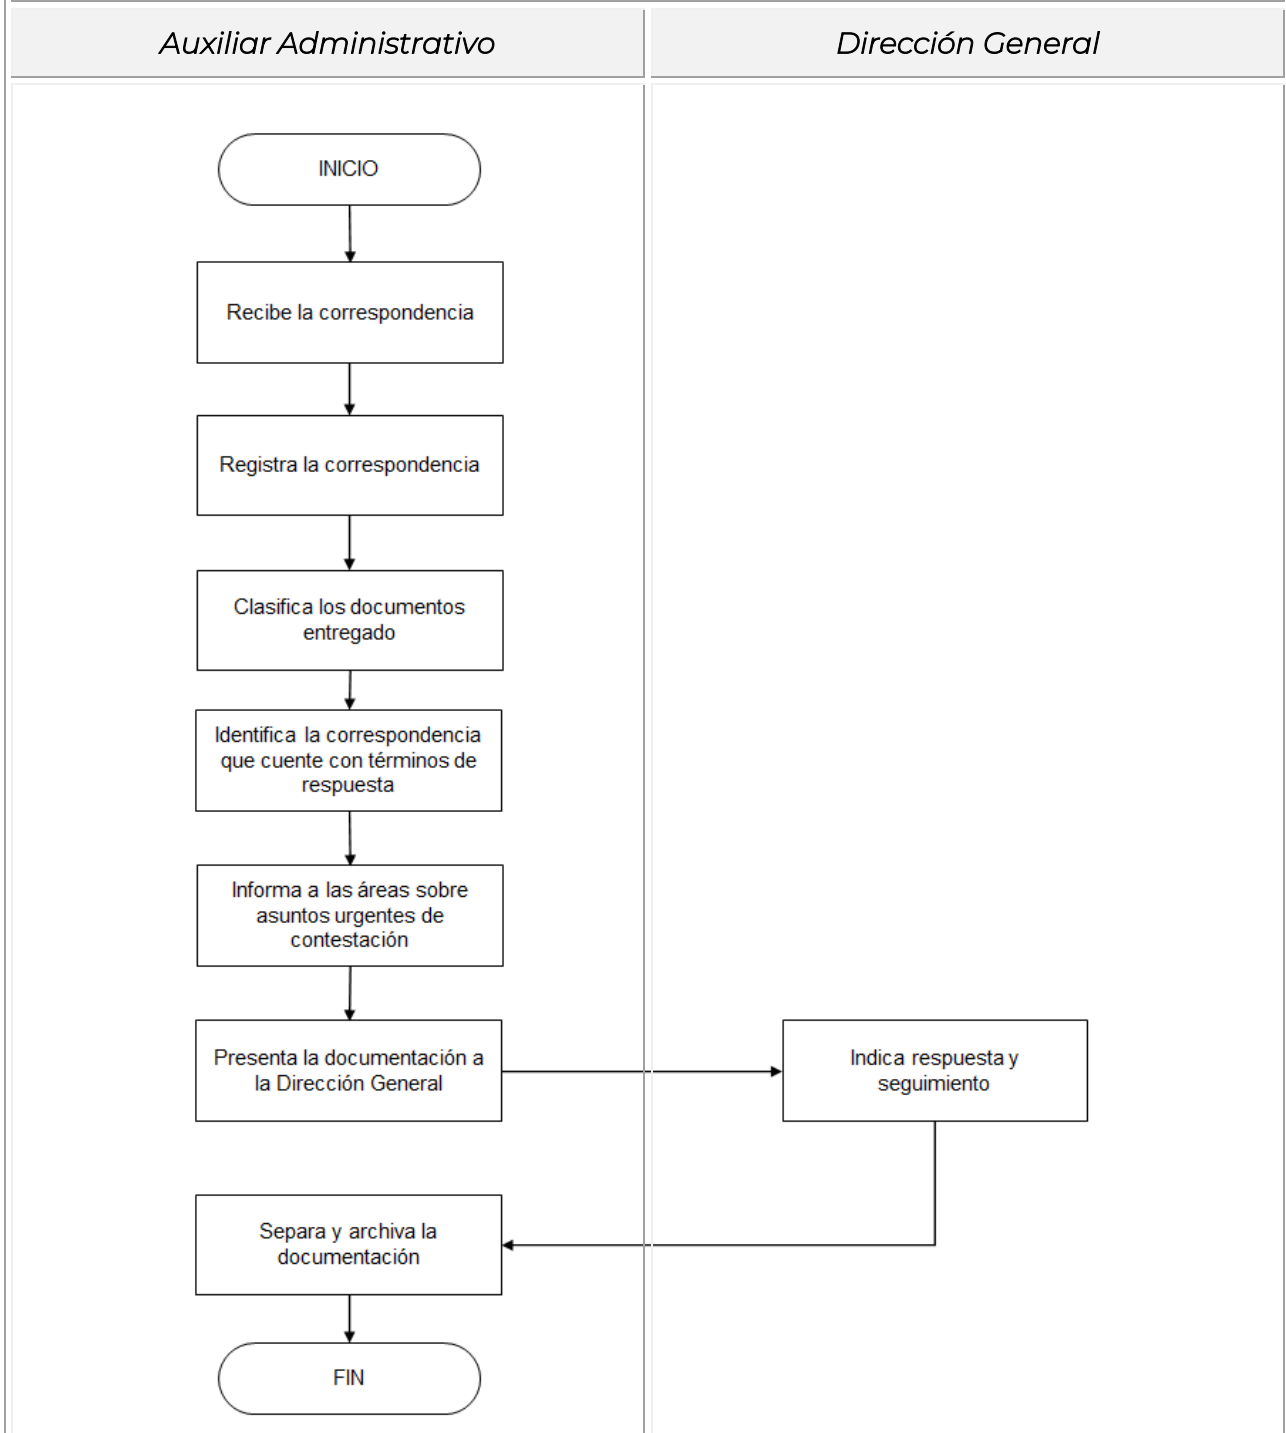 Auxiliar Administrativo
Dirección General
INICIO
Recibe la correspondencia
Registra la correspondencia
Clasifica los documentos
entregado
Identifica la correspondencia
que cuente con términos de
respuesta
Informa a las áreas sobre
asuntos urgentes de
contestación
Presenta la documentación a
la Dirección General
Indica respuesta y
seguimiento
Separa y archiva la
documentación
FIN